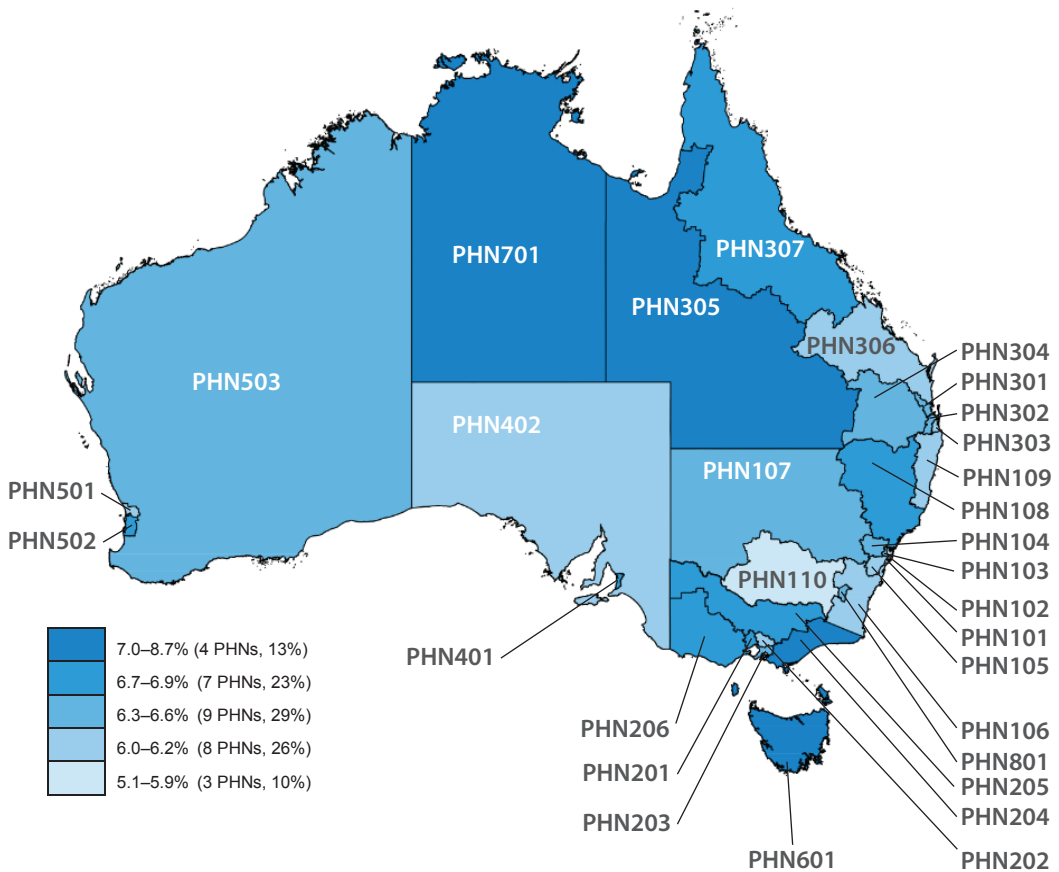 PHN701
PHN307
PHN305
PHN306
PHN304
PHN503
PHN301
PHN302
PHN402
PHN303
PHN107
PHN109
PHN501
PHN108
PHN502
PHN104
PHN103
PHN110
PHN102
PHN101
PHN401
PHN105
7.0–8.7% (4 PHNs, 13%)
6.7–6.9% (7 PHNs, 23%)
6.3–6.6% (9 PHNs, 29%)
6.0–6.2% (8 PHNs, 26%)
5.1–5.9% (3 PHNs, 10%)
PHN206
PHN106
PHN801
PHN201
PHN205
PHN203
PHN204
PHN601
PHN202